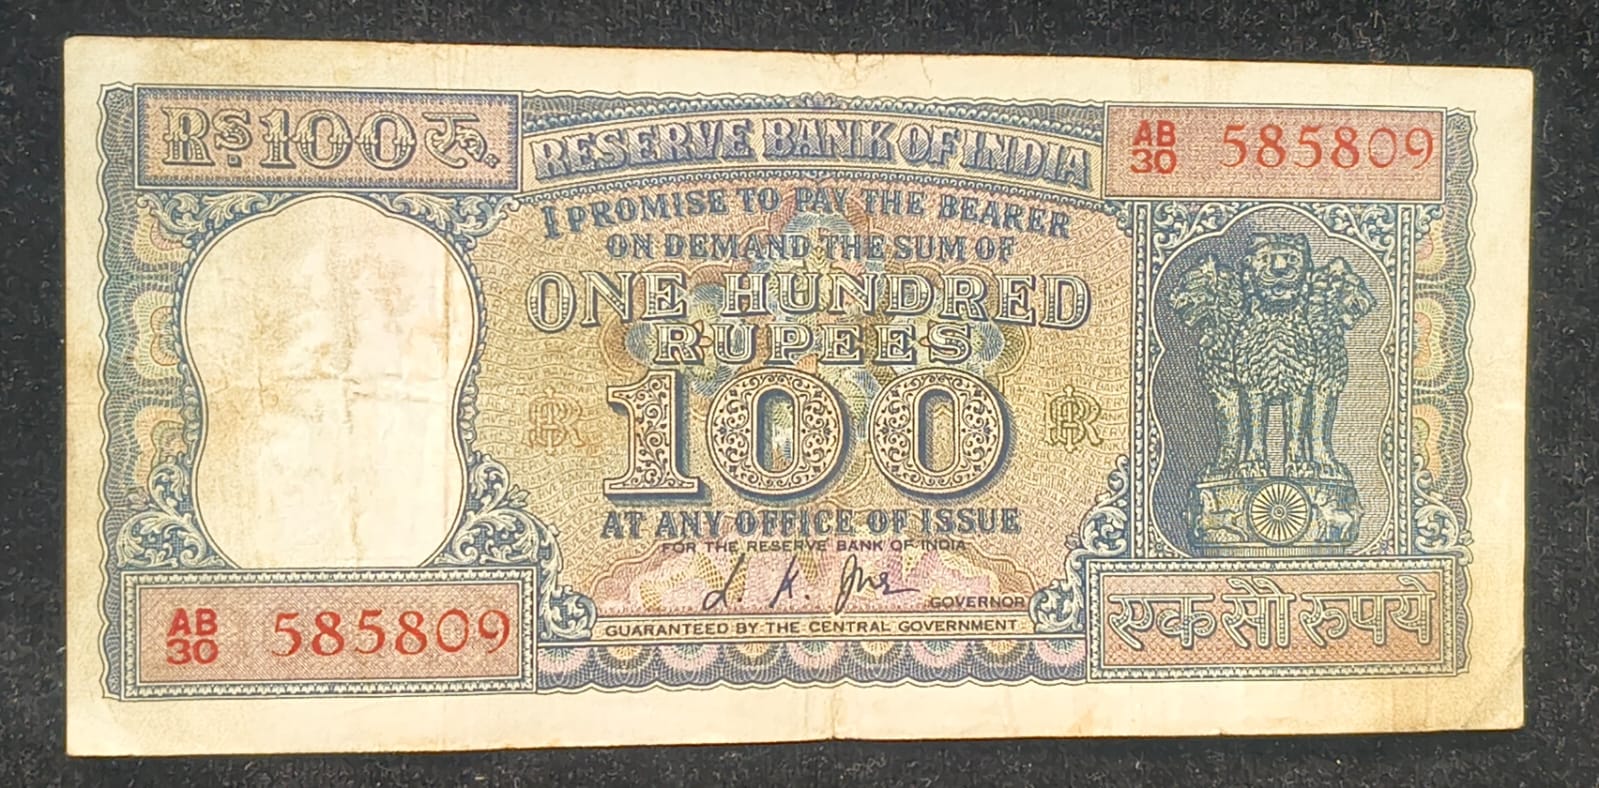 RS.100रु.
RESERVE BANK OF INDIA
AB
30 585809
I PROMISE TO PAY THE BEARER
ON DEMAND THE SUM OF
ONE HUNDRED
RUPEES
100
AT ANY OFFICE OF ISSUE
FOR THE RESERVE BANK OF INDIA
GOVERNOR
GUARANTEED BY THE CENTRAL GOVERNMENT
AB
30 585809
एक सौ रुपये